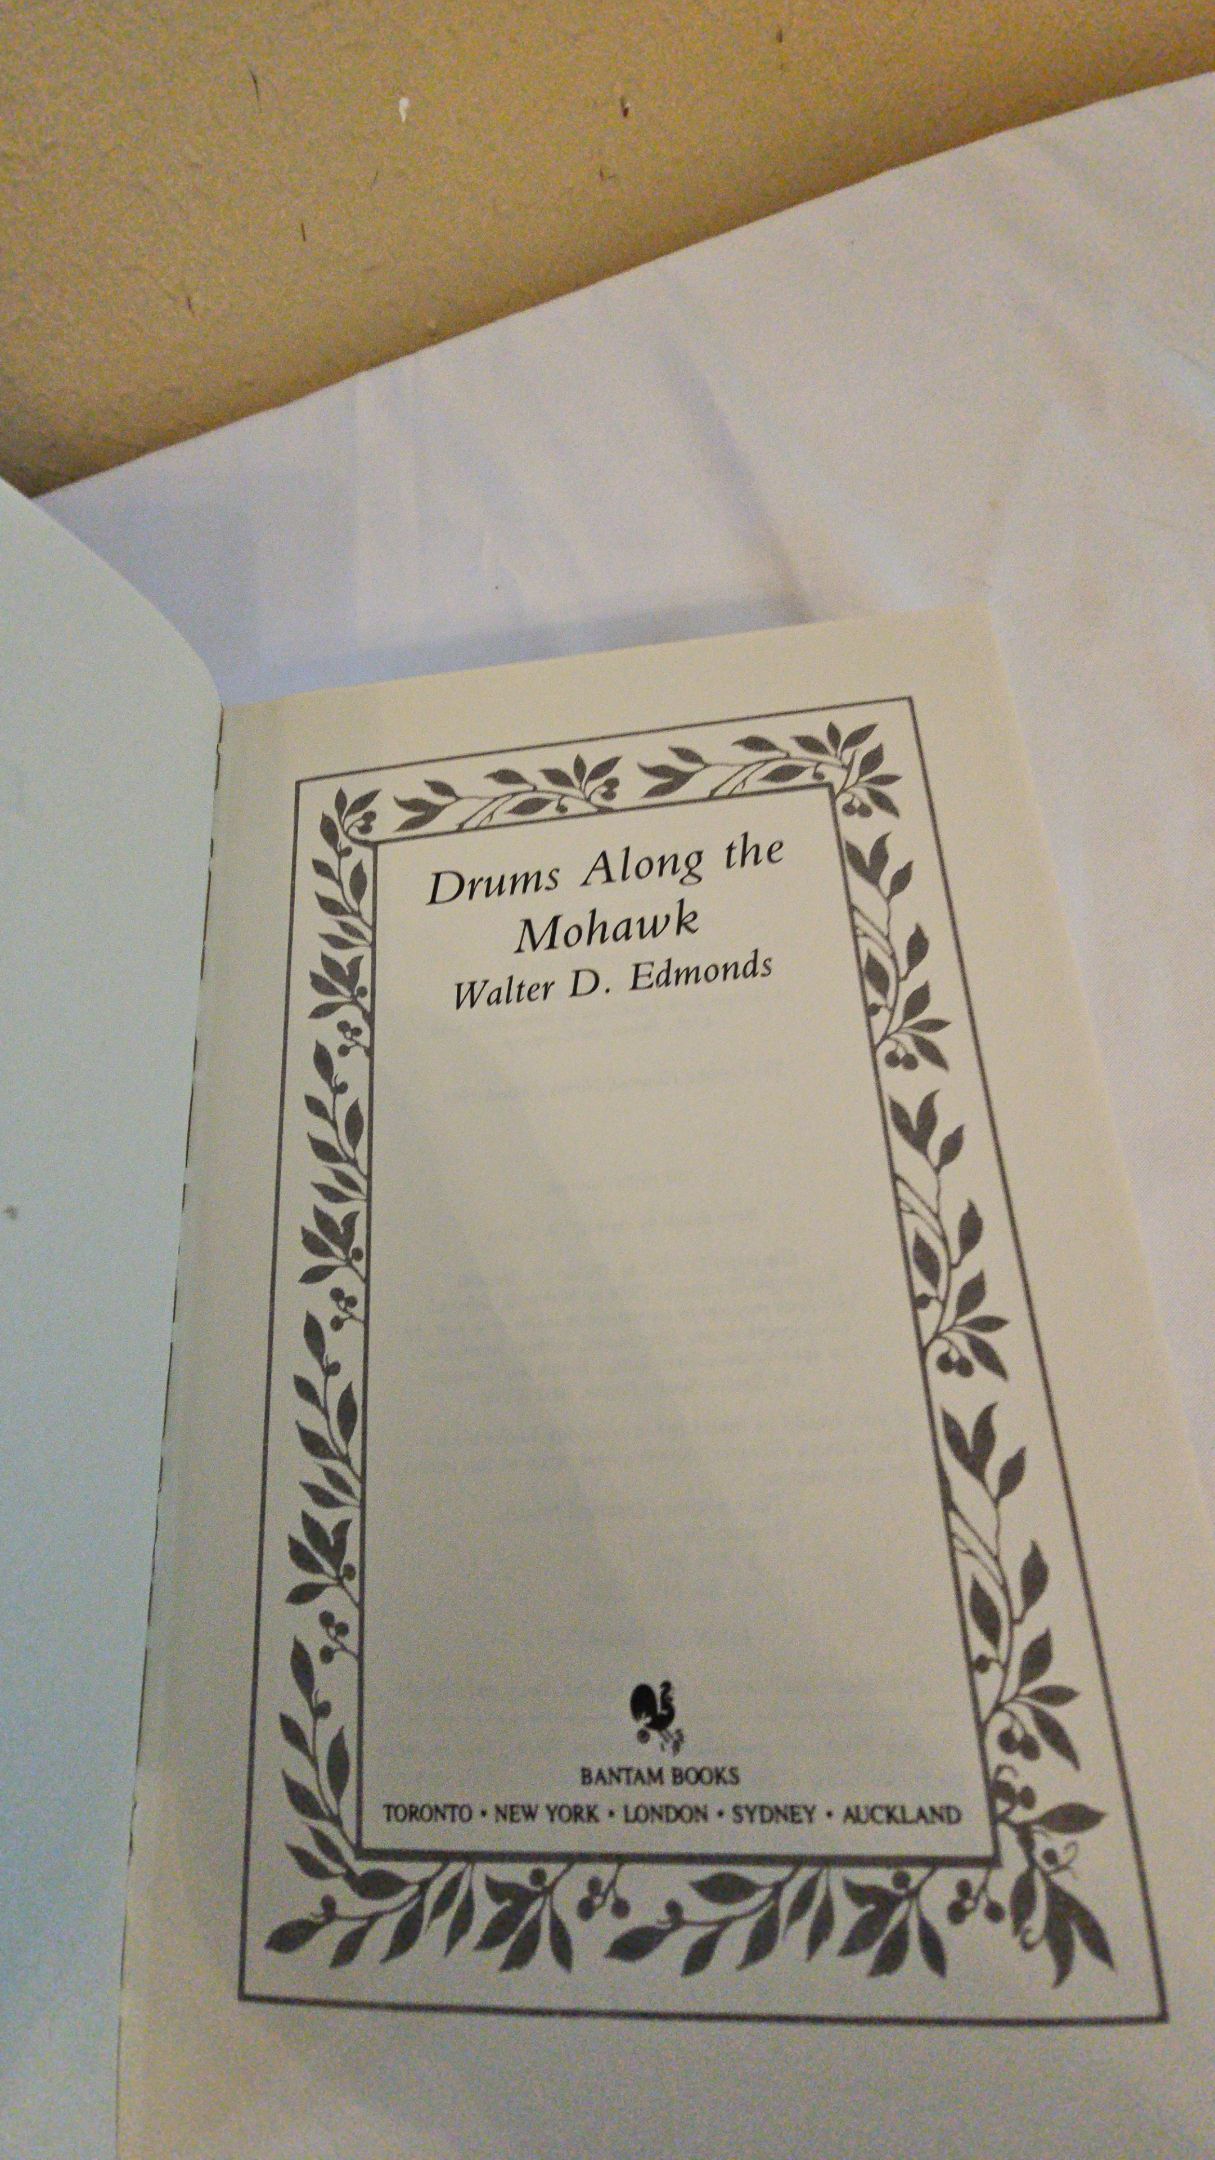 Drums Along the
Mohawk
Walter D. Edmonds
BANTAM BOOKS
TORONTO • NEW YORK • LONDON • SYDNEY • AUCKLAND